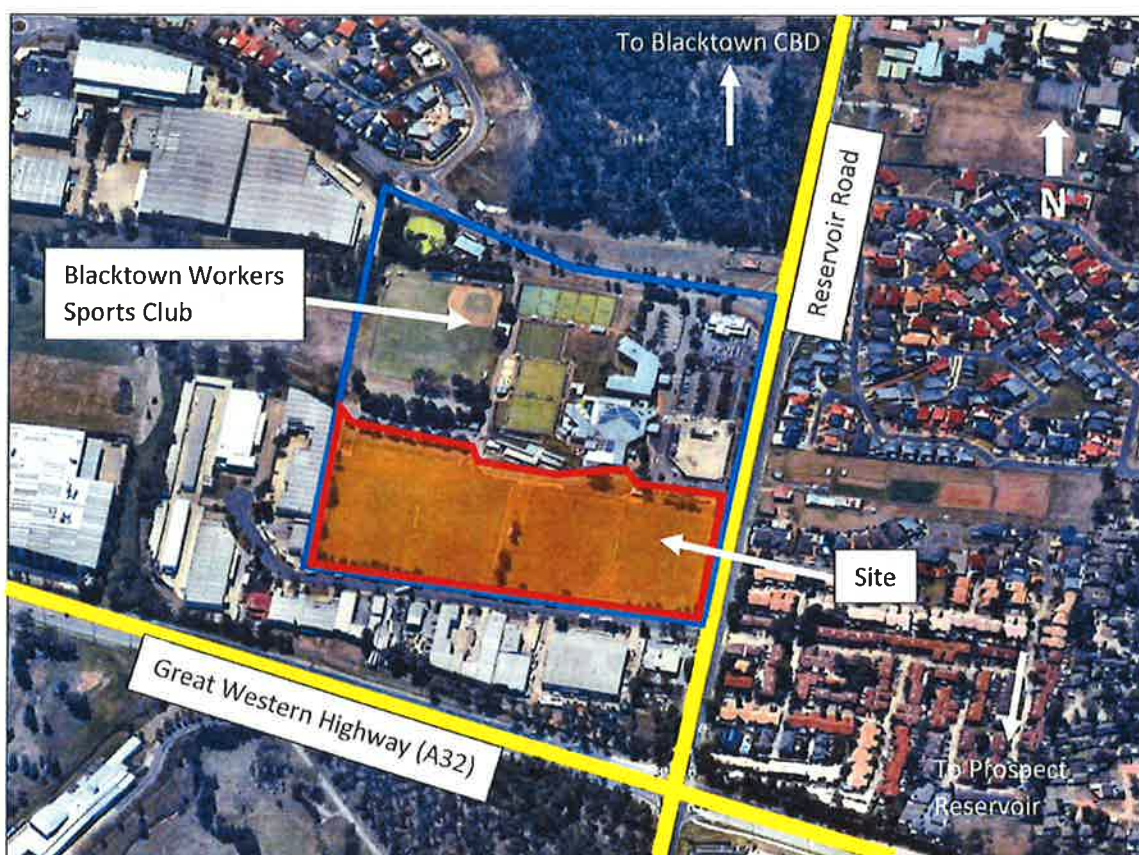 To Blacktown CBD
N
Reservoir Road
Blacktown Workers
Sports Club
Site
Great Western Highway (A32)
To Prospect
Reservoir